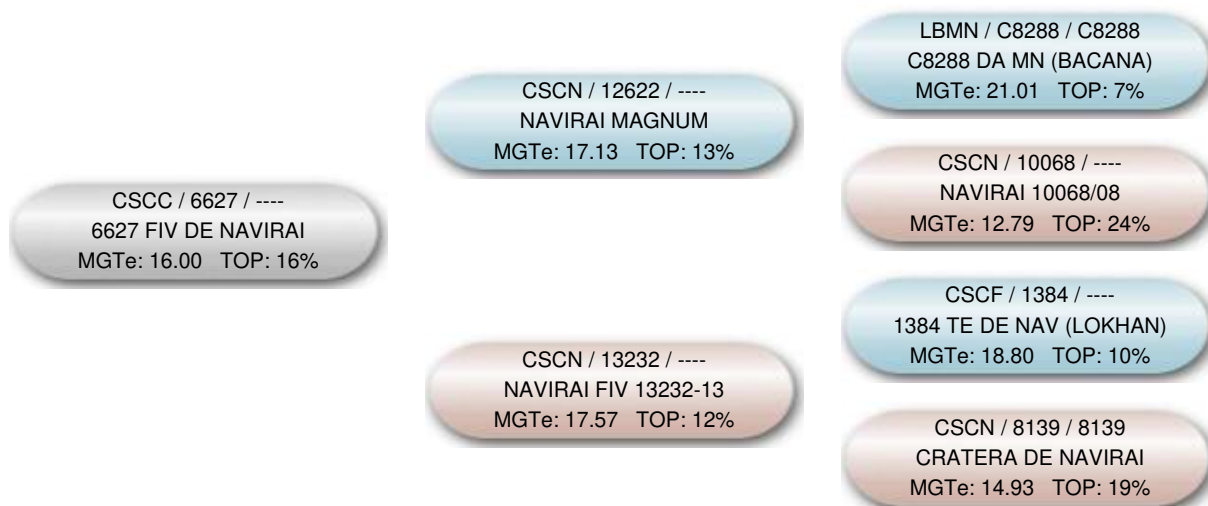 CSCC / 6627 / ----
6627 FIV DE NAVIRAI
MGTe: 16.00 TOP: 16%
CSCN / 12622 / ----
NAVIRAI MAGNUM
MGTe: 17.13 TOP: 13%
CSCN / 13232 / ----
NAVIRAI FIV 13232-13
MGTe: 17.57 TOP: 12%
LBMN / C8288 / C8288
C8288 DA MN (BACANA)
MGTe: 21.01 TOP: 7%
CSCN / 10068 / ----
NAVIRAI 10068/08
MGTe: 12.79 TOP: 24%
CSCF / 1384 / ----
1384 TE DE NAV (LOKHAN)
MGTe: 18.80 TOP: 10%
CSCN / 8139 / 8139
CRATERA DE NAVIRAI
MGTe: 14.93 TOP: 19%